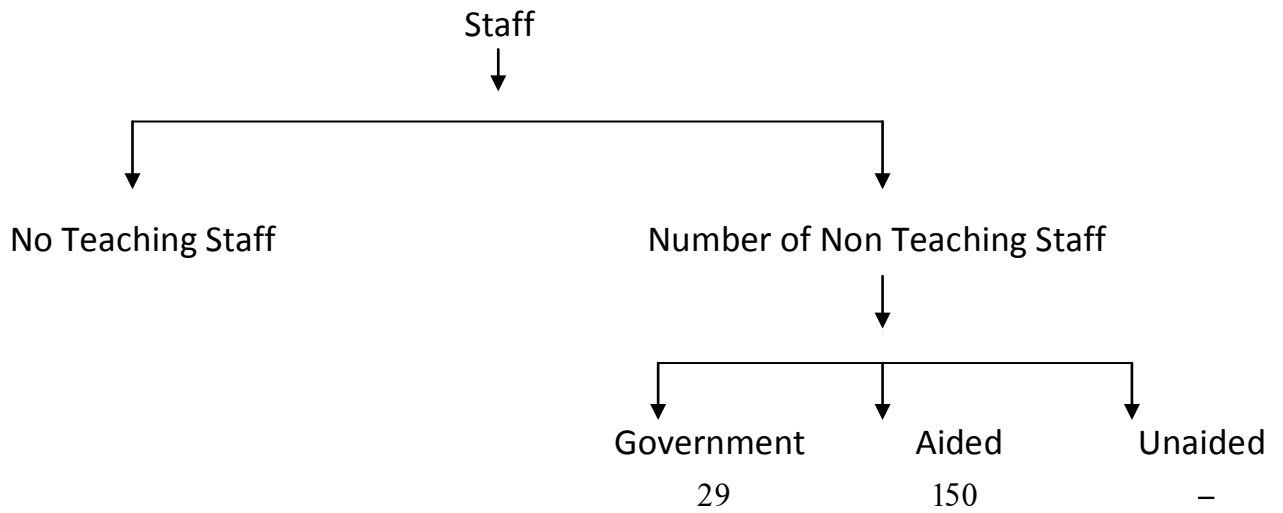 Staff
No Teaching Staff
Number of Non Teaching Staff
Government Aided Unaided
29 150 –